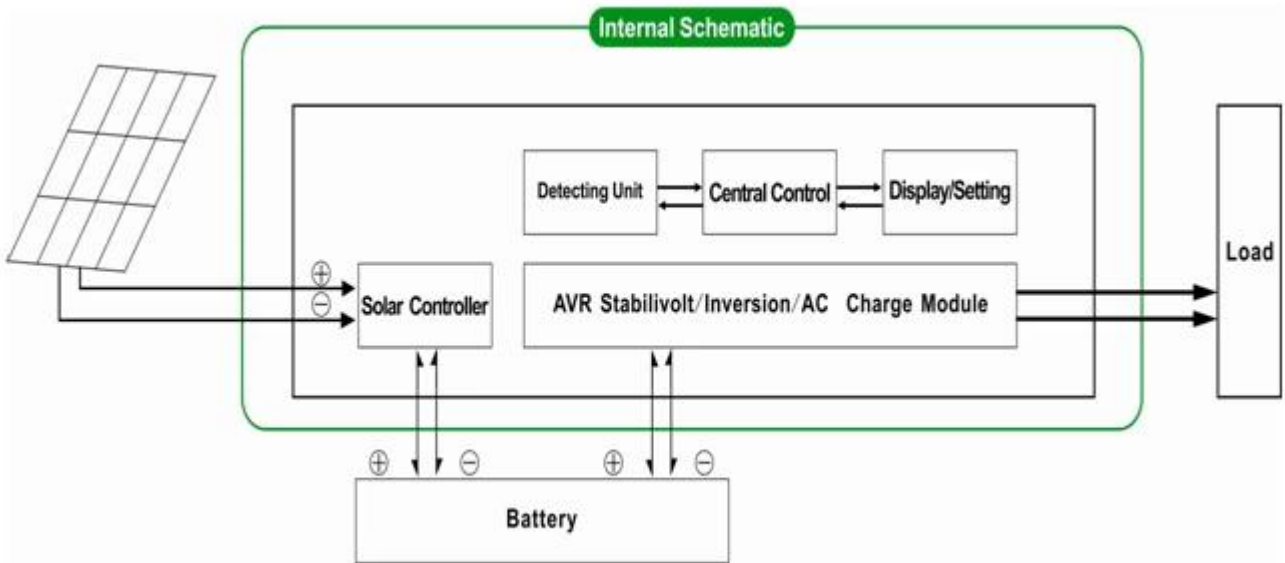 Internal Schematic
Detecting Unit
Central Control
Display/Setting
Load
⊕
⊖
Solar Controller
AVR Stabilivolt/Inversion/AC Charge Module
⊕ ⊖ ⊕ ⊖
Battery